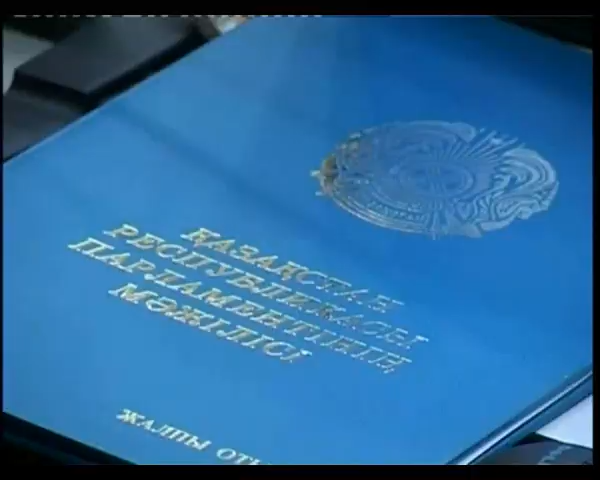 ҚАЗАҚСТАН
РЕСПУБЛИКАСЫ
ПАРЛАМЕНТІНІҢ
МӘЖІЛІСІ
ЖАЛПЫ